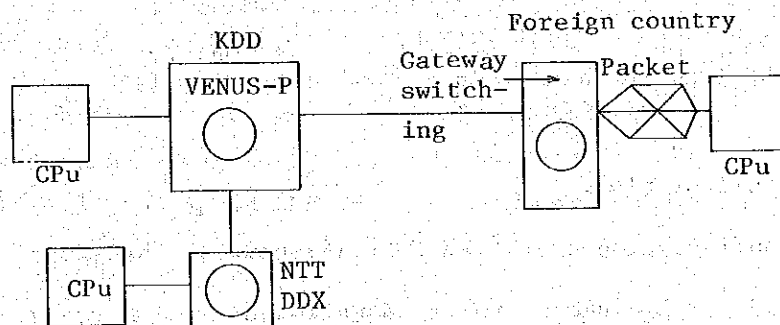 Foreign country
KDD
VENUS-P
Gateway
switch-
ing
Packet
CPu
CPu
CPu
NTT
DDX